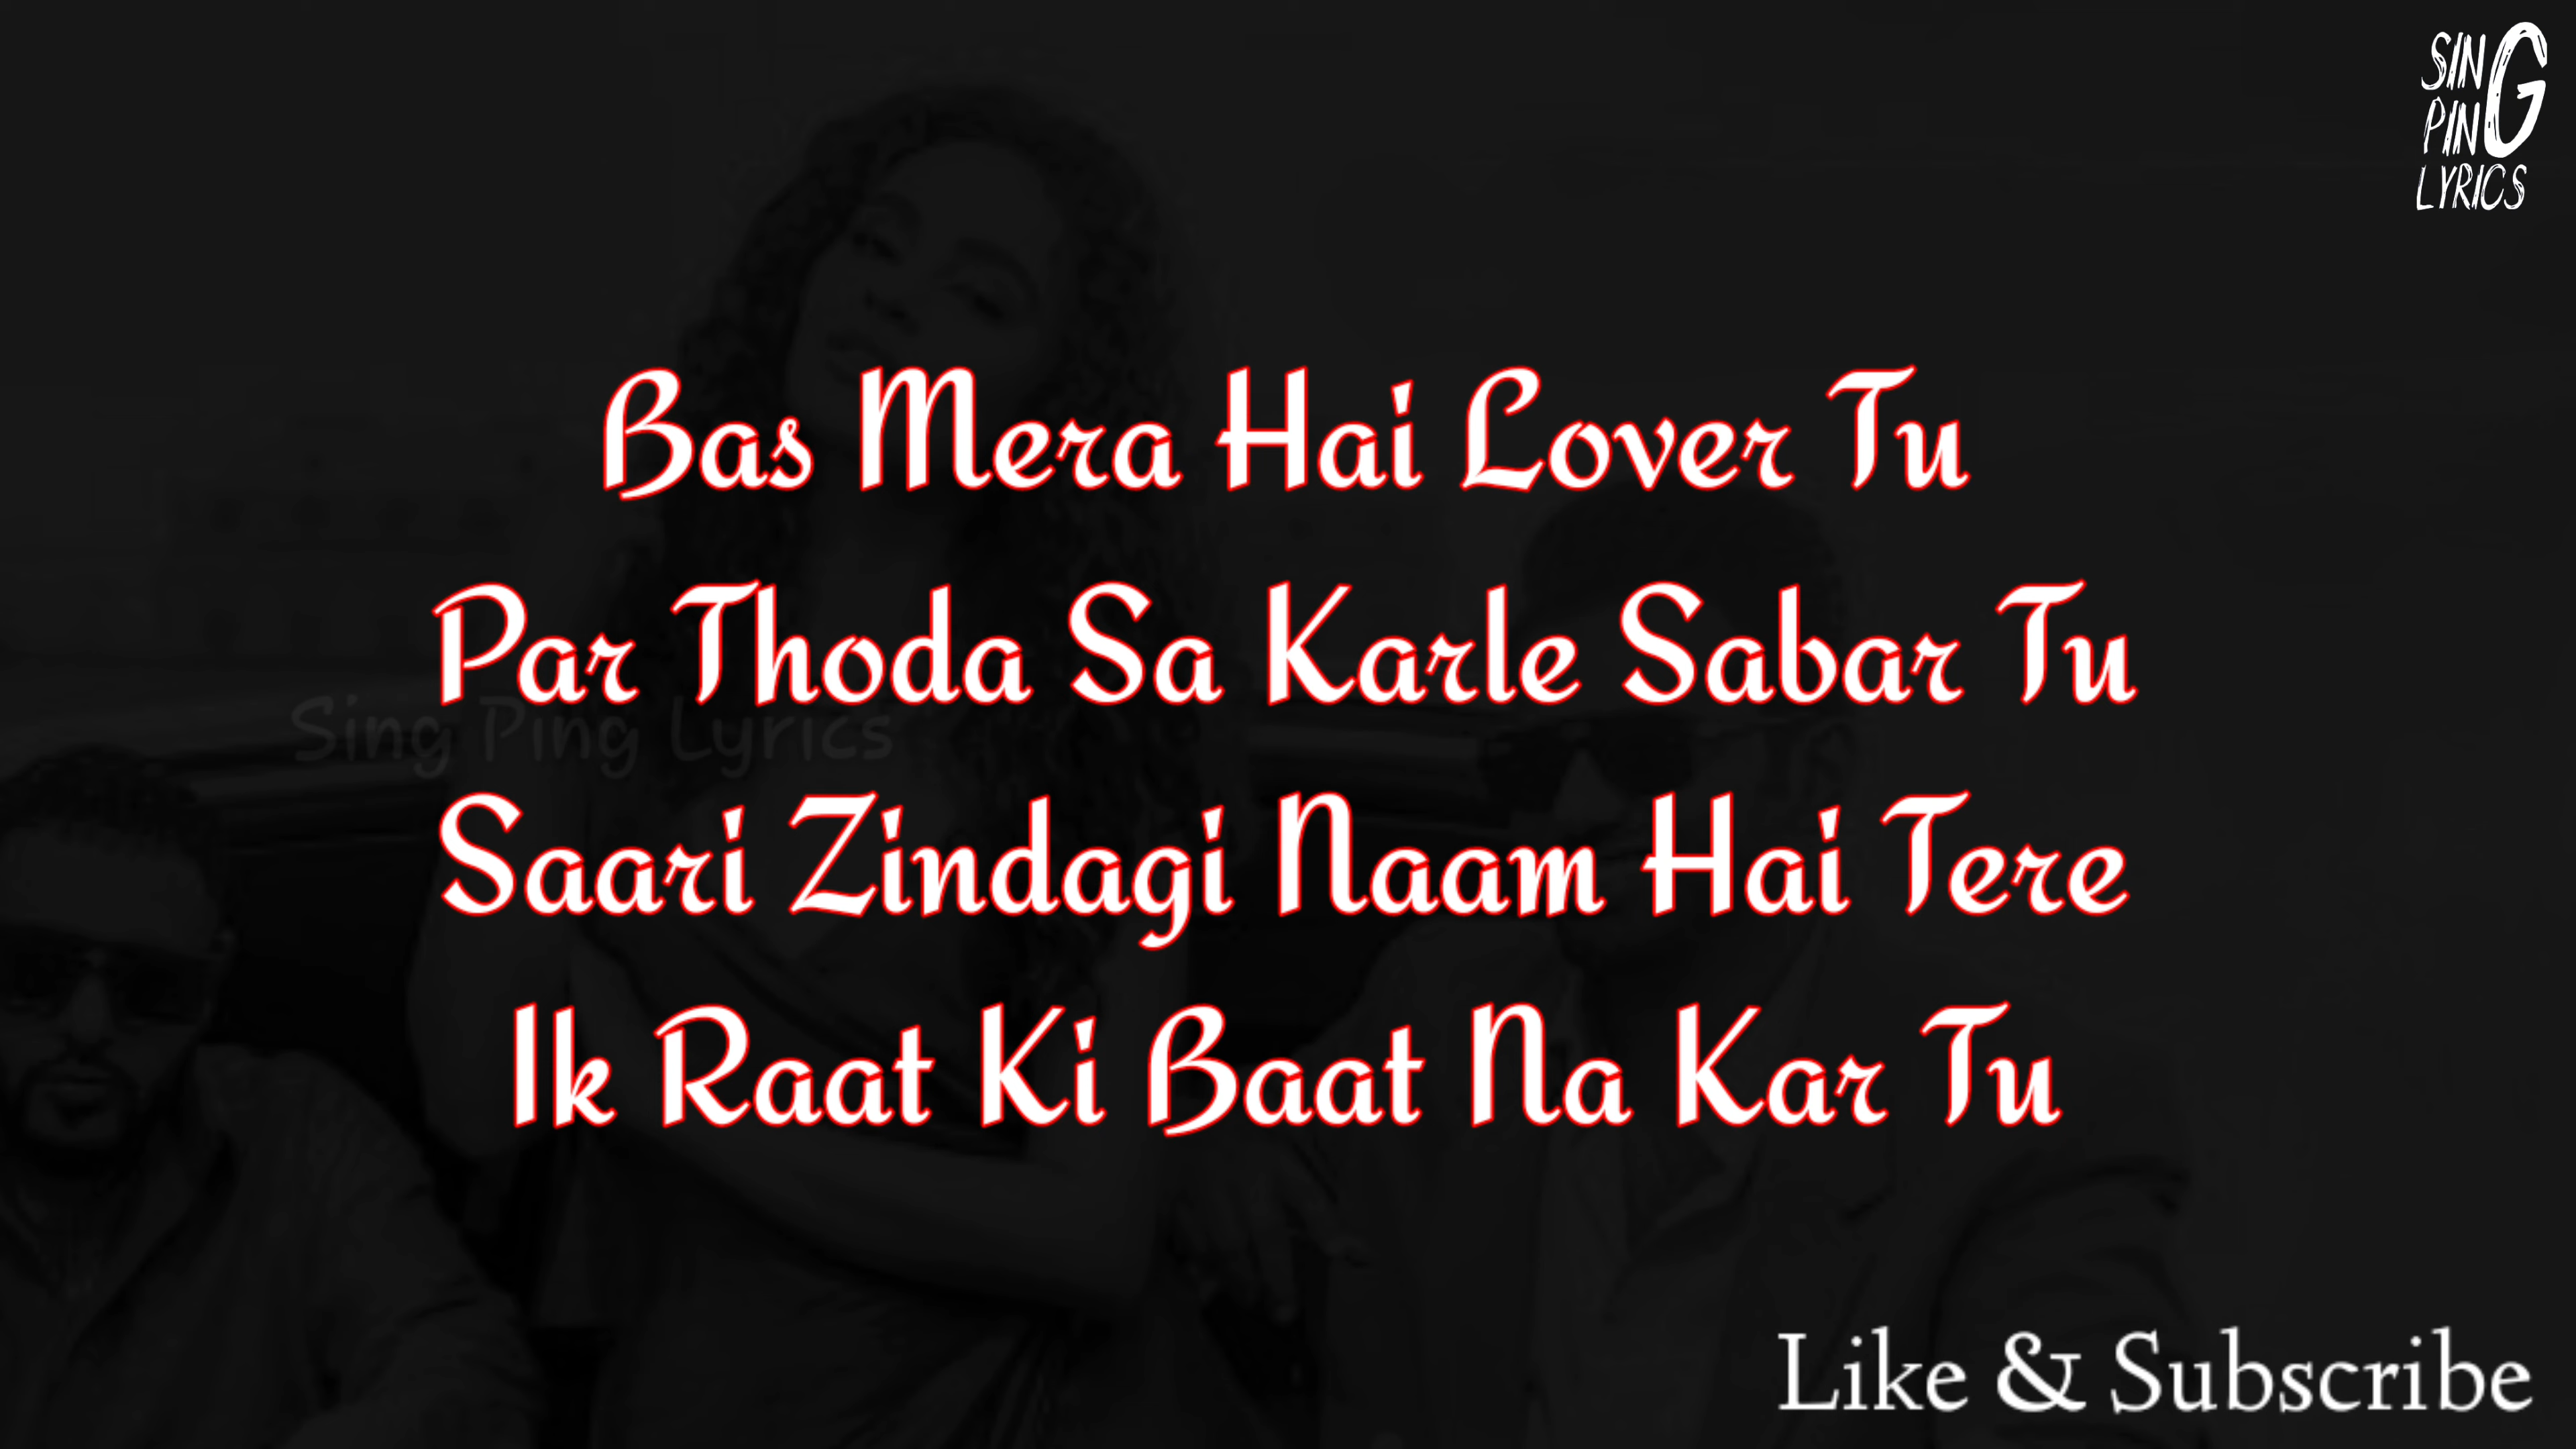 SING
PING
LYRICS
Bas Mera Hai Lover Tu
Par Thoda Sa Karle Sabar Tu
Sing Ping Lyrics
Saari Zindagi Naam Hai Tere
Ik Raat Ki Baat Na Kar Tu
Like & Subscribe